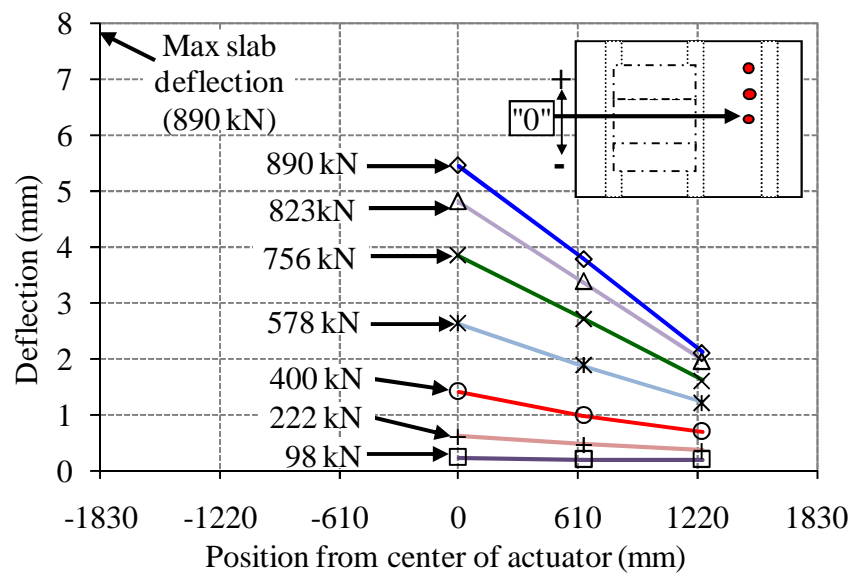 8
7
6
5
4
3
2
1
0
Deflection (mm)
Max slab
deflection
(890 kN)
890 kN
823kN
756 kN
578 kN
400 kN
222 kN
98 kN
+
"0"
-
-1830 -1220 -610 0 610 1220 1830
Position from center of actuator (mm)